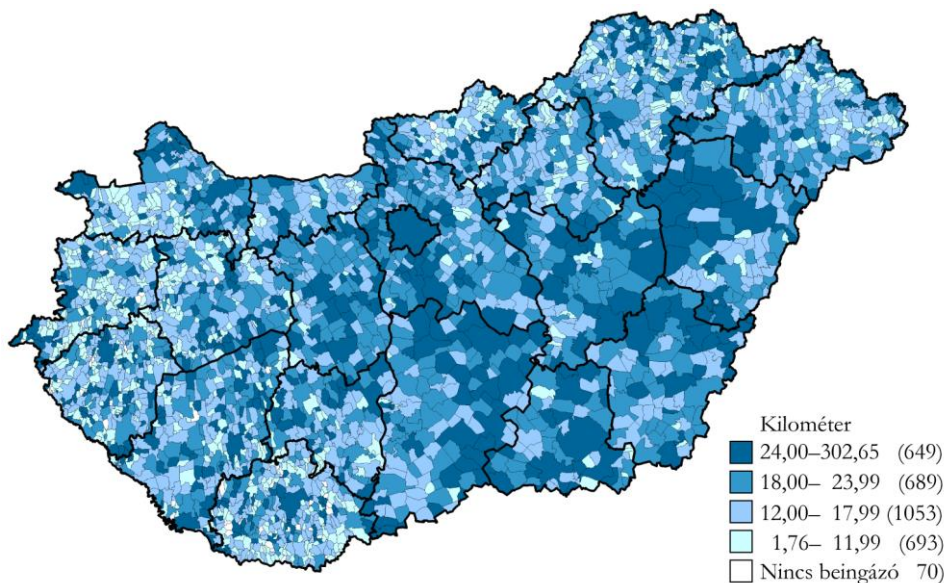 Kilométer
24,00–302,65 (649)
18,00– 23,99 (689)
12,00– 17,99 (1053)
1,76– 11,99 (693)
Nincs beingázó 70)